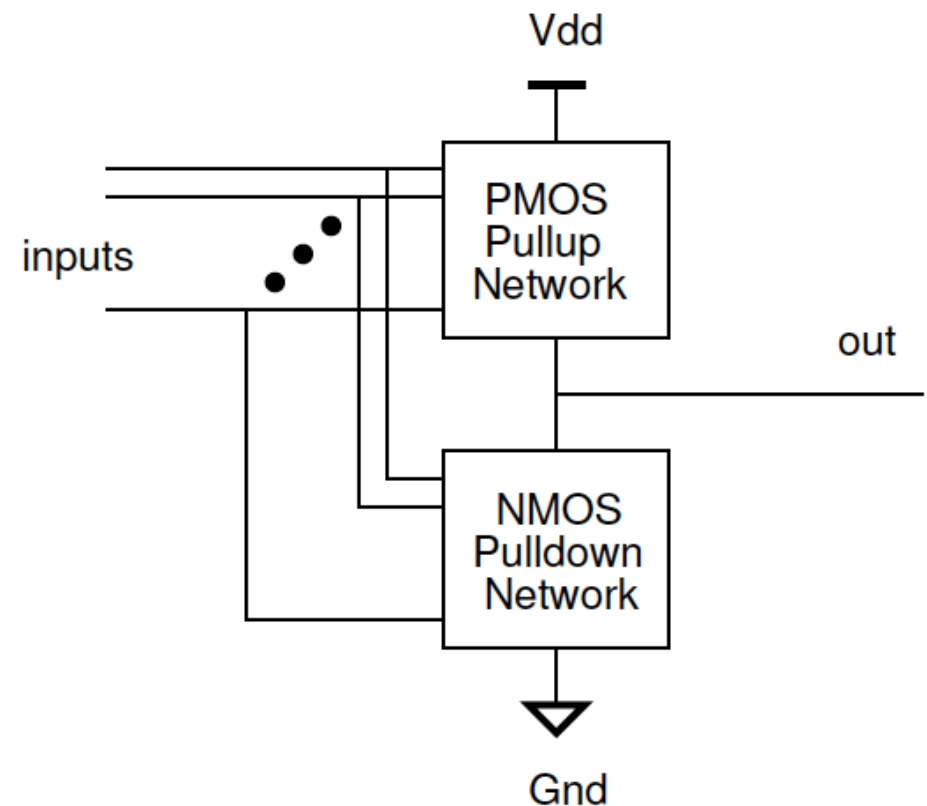 Vdd
PMOS
Pullup
Network
inputs
out
NMOS
Pulldown
Network
Gnd